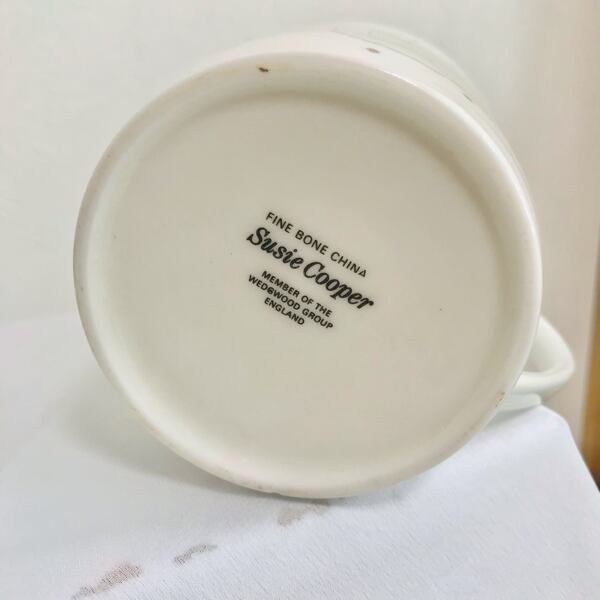 FINE BONE CHINA
Susie Cooper
MEMBER OF THE
WEDGWOOD GROUP
ENGLAND